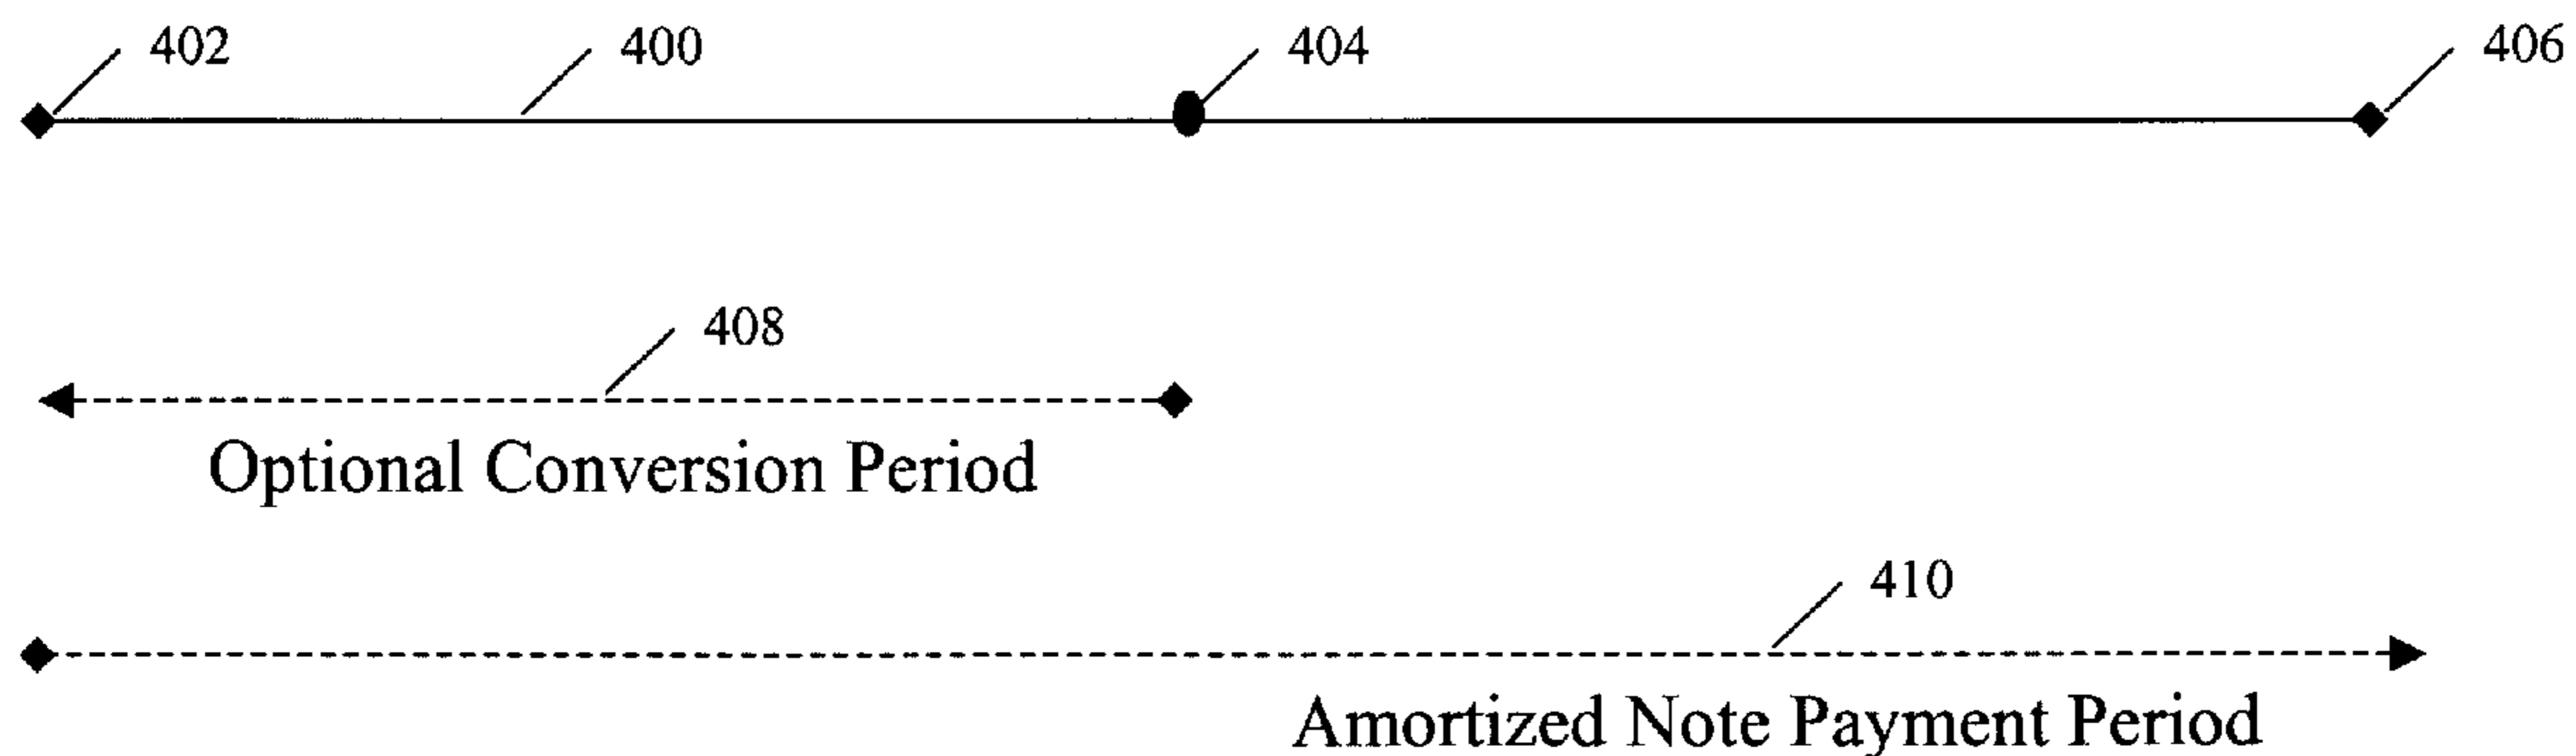 402 400 404 406
408
Optional Conversion Period
410
Amortized Note Payment Period